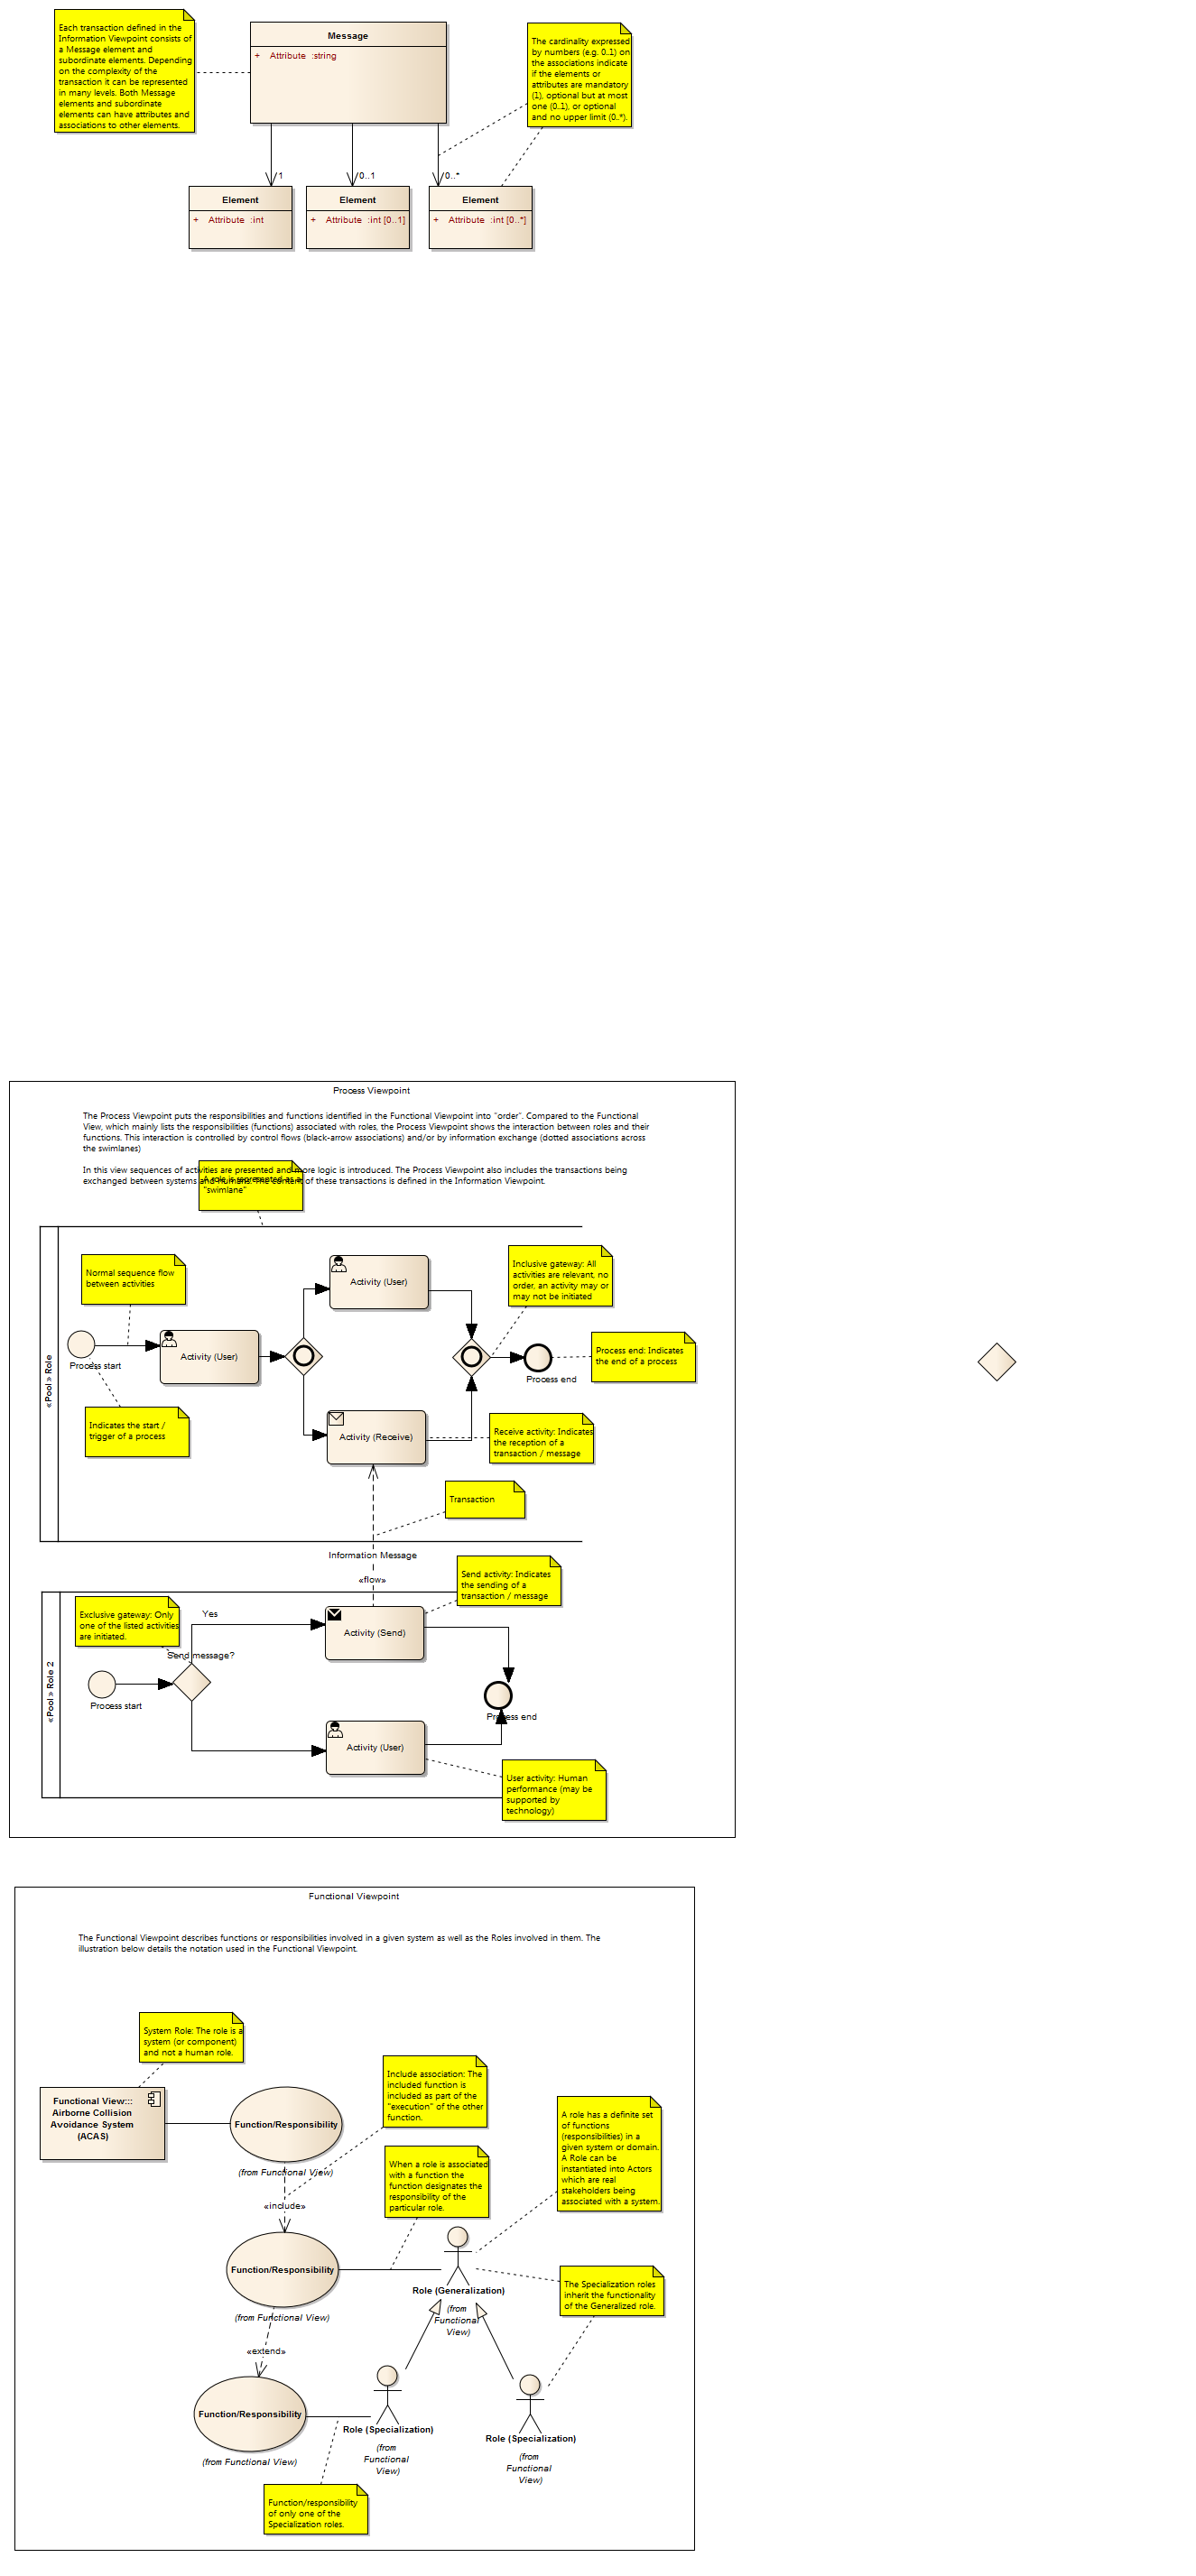 Each transaction defined in the
Information Viewpoint consists of
a Message element and
subordinate elements. Depending
on the complexity of the
transaction it can be represented
in many levels. Both Message
elements and subordinate
elements can have attributes and
associations to other elements.
Message
+ Attribute :string
The cardinality expressed
by numbers (e.g. 0..1) on
the associations indicate
if the elements or
attributes are mandatory
(1), optional but at most
one (0..1), or optional
and no upper limit (0..*).
1
0..1
0..*
Element
+ Attribute :int
Element
+ Attribute :int [0..1]
Element
+ Attribute :int [0..*]
Process Viewpoint
The Process Viewpoint puts the responsibilities and functions identified in the Functional Viewpoint into "order". Compared to the Functional
View, which mainly lists the responsibilities (functions) associated with roles, the Process Viewpoint shows the interaction between roles and their
functions. This interaction is controlled by control flows (black-arrow associations) and/or by information exchange (dotted associations across
the swimlanes)
In this view sequences of activities are presented and more logic is introduced. The Process Viewpoint also includes the transactions being
exchanged between systems and humans. The content of these transactions is defined in the Information Viewpoint.
A role is represented as a
"swimlane"
«Pool» Role
Normal sequence flow
between activities
Process start
Indicates the start /
trigger of a process
Activity (User)
Activity (User)
Activity (Receive)
Inclusive gateway: All
activities are relevant, no
order, an activity may or
may not be initiated
Process end
Process end: Indicates
the end of a process
Receive activity: Indicates
the reception of a
transaction / message
Transaction
Information Message
«flow»
Send activity: Indicates
the sending of a
transaction / message
«Pool» Role 2
Exclusive gateway: Only
one of the listed activities
are initiated.
Yes
Send message?
Process start
Activity (Send)
Process end
Activity (User)
User activity: Human
performance (may be
supported by
technology)
Functional Viewpoint
The Functional Viewpoint describes functions or responsibilities involved in a given system as well as the Roles involved in them. The
illustration below details the notation used in the Functional Viewpoint.
System Role: The role is a
system (or component)
and not a human role.
Functional View:::
Airborne Collision
Avoidance System
(ACAS)
Function/Responsibility
(from Functional View)
Include association: The
included function is
included as part of the
"execution" of the other
function.
«include»
When a role is associated
with a function the
function designates the
responsibility of the
particular role.
A role has a definite set
of functions
(responsibilities) in a
given system or domain.
A Role can be
instantiated into Actors
which are real
stakeholders being
associated with a system.
Function/Responsibility
(from Functional View)
Role (Generalization)
(from
Functional
View)
The Specialization roles
inherit the functionality
of the Generalized role.
«extend»
Function/Responsibility
(from Functional View)
Role (Specialization)
(from
Functional
View)
Role (Specialization)
(from
Functional
View)
Function/responsibility
of only one of the
Specialization roles.